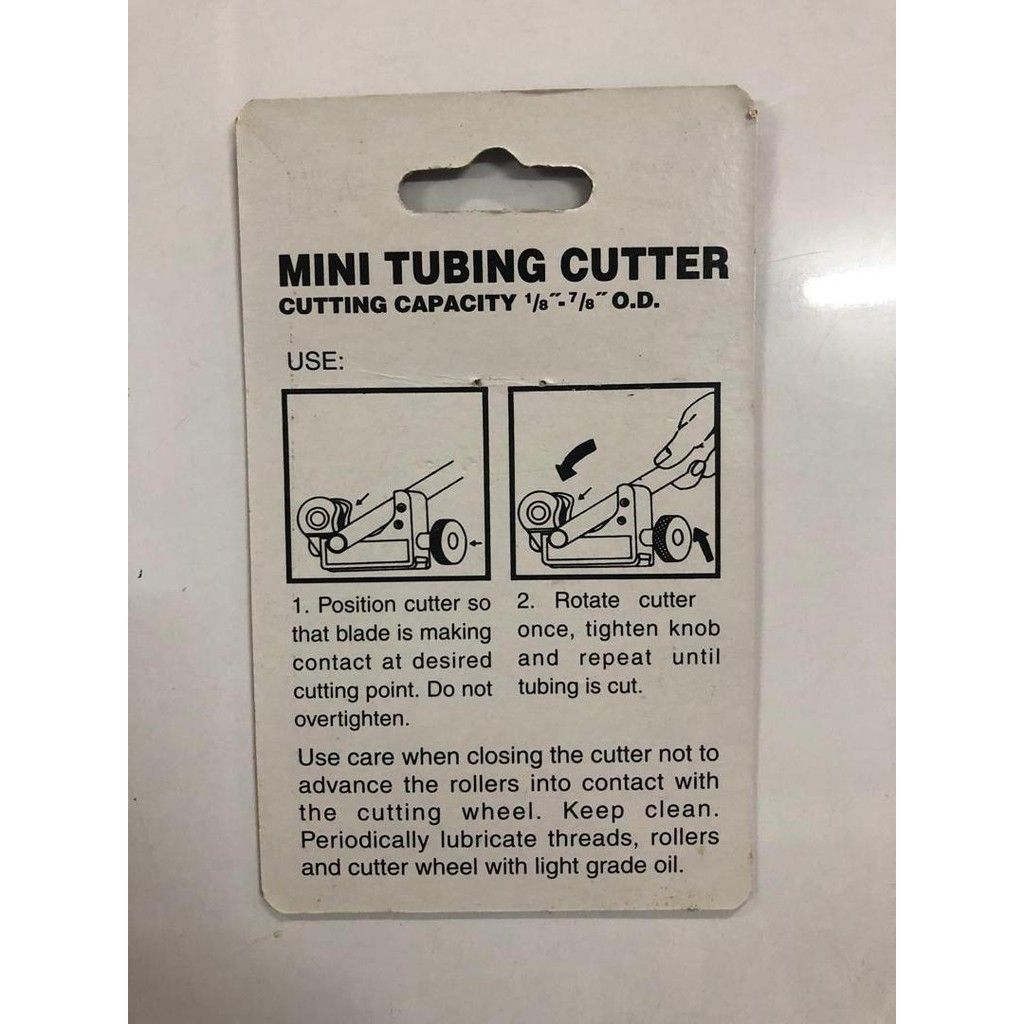 MINI TUBING CUTTER
CUTTING CAPACITY 1/8″-7/8″ O.D.
USE:
1. Position cutter so
that blade is making
contact at desired
cutting point. Do not
overtighten.
2. Rotate cutter
once, tighten knob
and repeat until
tubing is cut.
Use care when closing the cutter not to
advance the rollers into contact with
the cutting wheel. Keep clean.
Periodically lubricate threads, rollers
and cutter wheel with light grade oil.